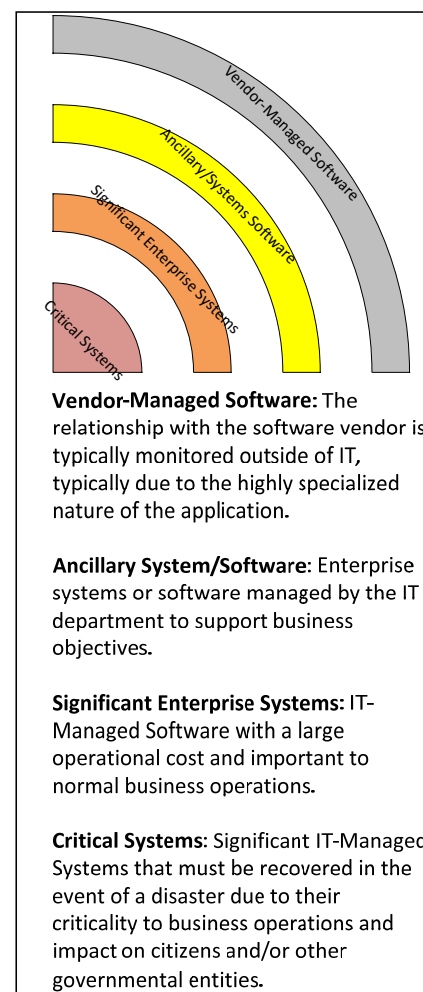 Vendor-Managed Software
Ancillary/Systems Software
Significant Enterprise Systems
Critical Systems
Vendor-Managed Software: The
relationship with the software vendor is
typically monitored outside of IT,
typically due to the highly specialized
nature of the application.
Ancillary System/Software: Enterprise
systems or software managed by the IT
department to support business
objectives.
Significant Enterprise Systems: IT-
Managed Software with a large
operational cost and important to
normal business operations.
Critical Systems: Significant IT-Managed
Systems that must be recovered in the
event of a disaster due to their
criticality to business operations and
impact on citizens and/or other
governmental entities.